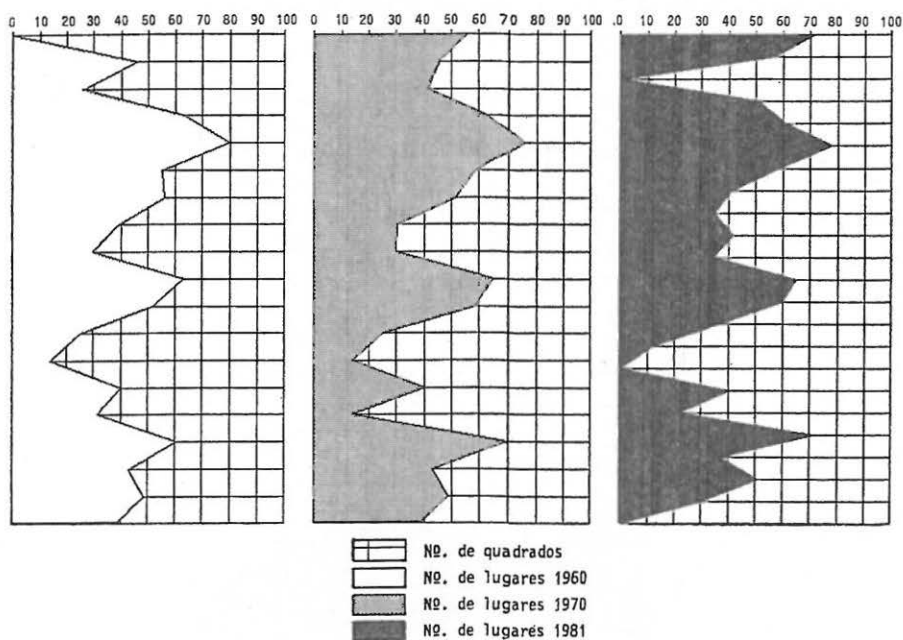 0 10 20 30 40 50 60 70 80 90 100
0 10 20 30 40 50 60 70 80 90 100
.0 10 20 30 40 50 60 70 80 90 100
Nº. de quadrados
Nº. de lugares 1960
Nº. de lugares 1970
Nº. de lugares 1981